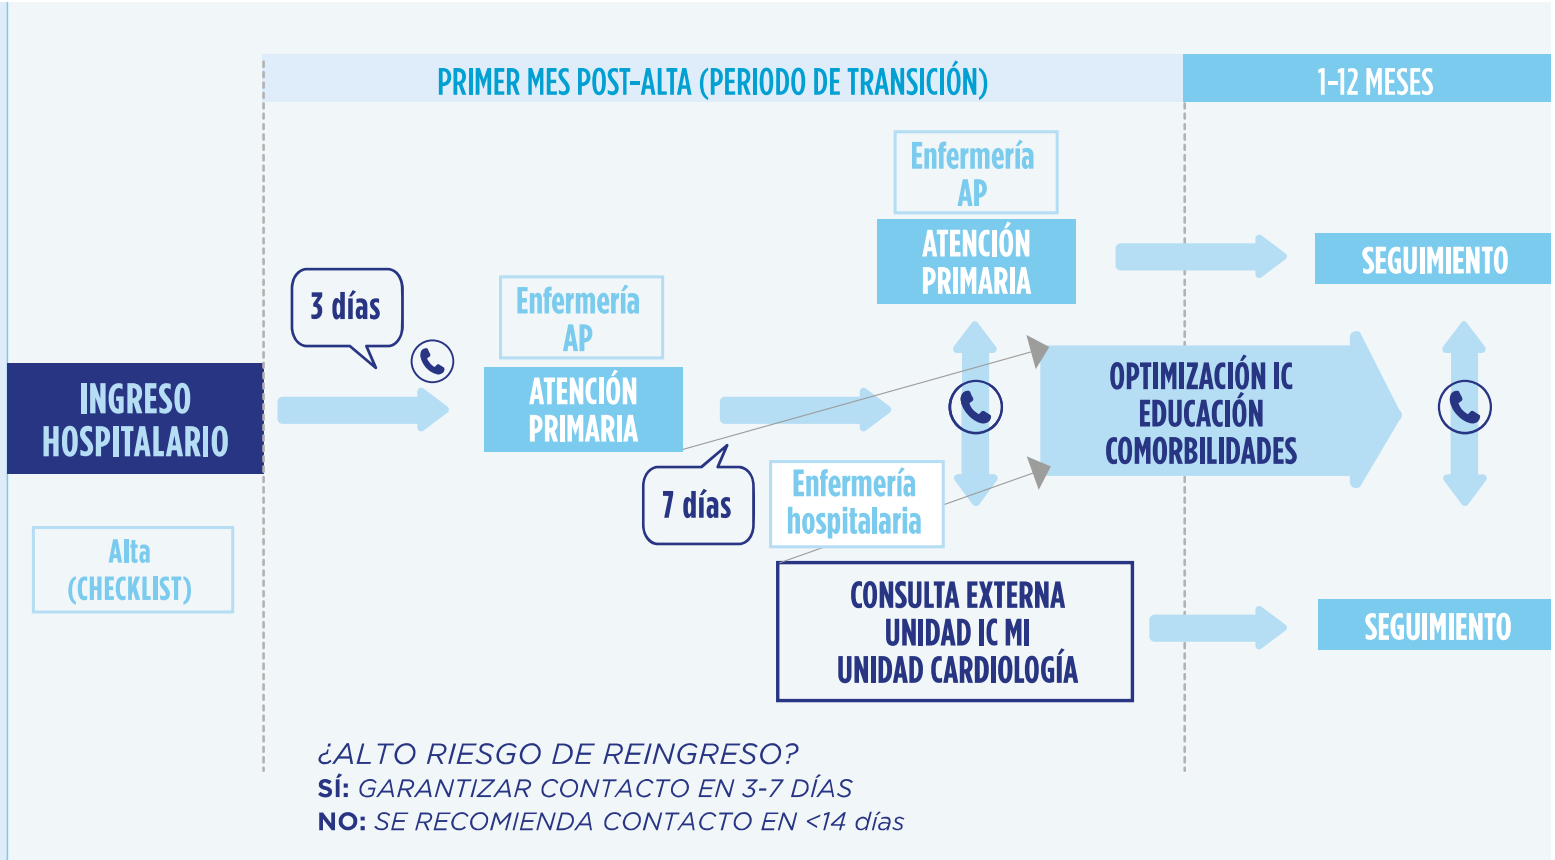 PRIMER MES POST-ALTA (PERIODO DE TRANSICIÓN)
1-12 MESES
INGRESO
HOSPITALARIO
Alta
(CHECKLIST)
3 días
Enfermería
AP
ATENCIÓN
PRIMARIA
7 días
Enfermería
AP
ATENCIÓN
PRIMARIA
Enfermería
hospitalaria
CONSULTA EXTERNA
UNIDAD IC MI
UNIDAD CARDIOLOGÍA
OPTIMIZACIÓN IC
EDUCACIÓN
COMORBILIDADES
SEGUIMIENTO
SEGUIMIENTO
¿ALTO RIESGO DE REINGRESO?
SÍ: GARANTIZAR CONTACTO EN 3-7 DÍAS
NO: SE RECOMIENDA CONTACTO EN <14 días